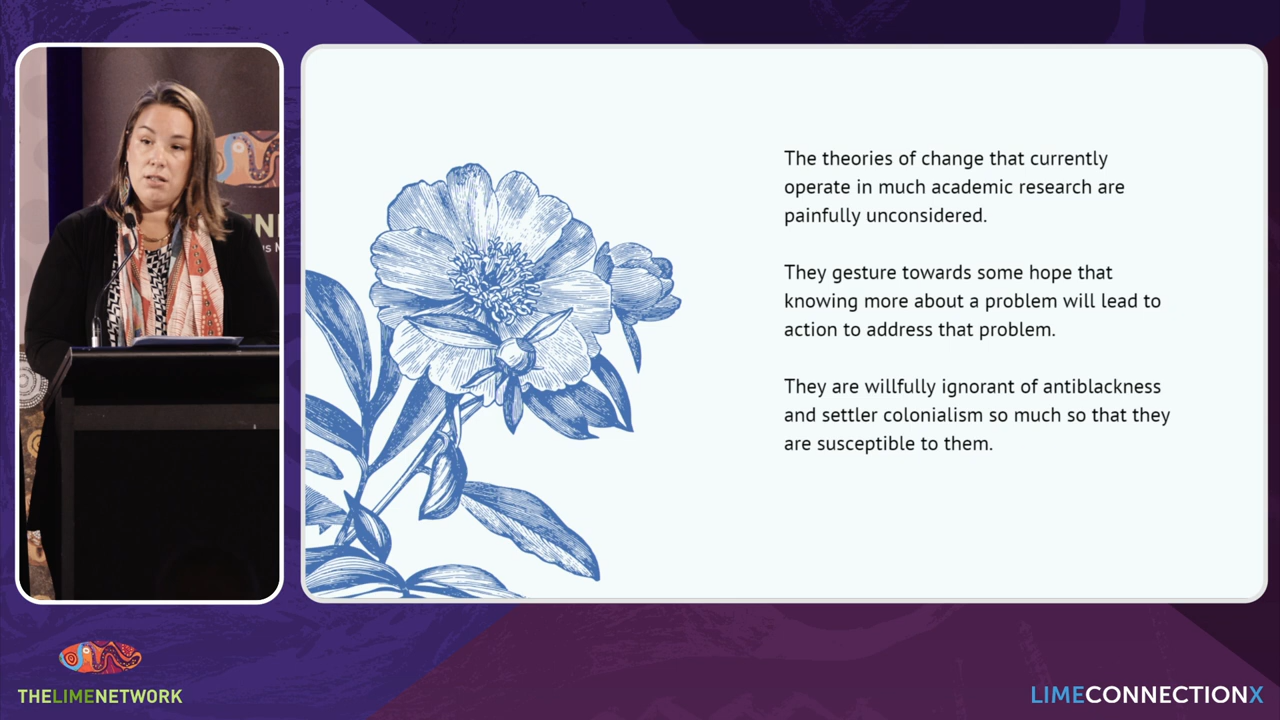 The theories of change that currently
operate in much academic research are
painfully unconsidered.
They gesture towards some hope that
knowing more about a problem will lead to
action to address that problem.
They are willfully ignorant of antiblackness
and settler colonialism so much so that they
are susceptible to them.
THELIMENETWORK
LIMECONNECTIONX